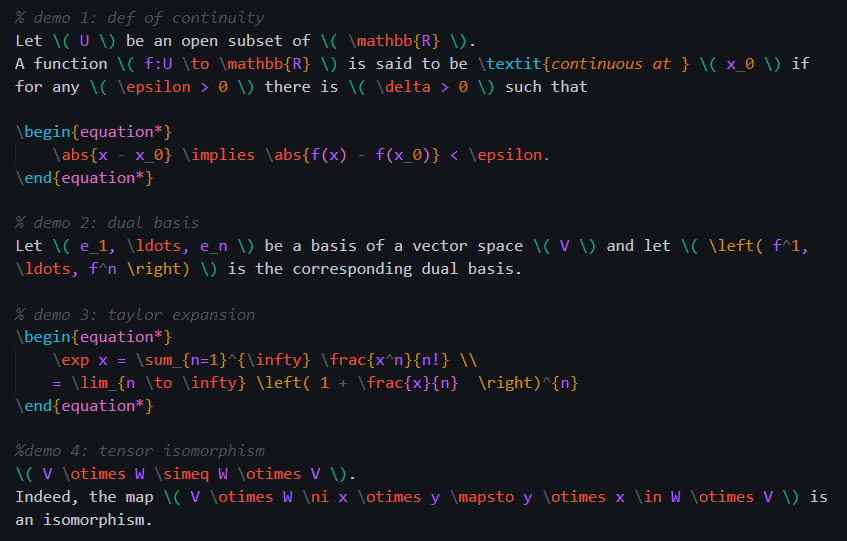 % demo 1: def of continuity
Let \( U \) be an open subset of \( \mathbb{R} \).
A function \( f:U \to \mathbb{R} \) is said to be \textit{continuous at } \( x_0 \) if
for any \( \epsilon > 0 \) there is \( \delta > 0 \) such that
\begin{equation*}
\abs{x - x_0} \implies \abs{f(x) - f(x_0)} < \epsilon.
\end{equation*}
% demo 2: dual basis
Let \( e_1, \ldots, e_n \) be a basis of a vector space \( V \) and let \( \left( f^1,
\ldots, f^n \right) \) is the corresponding dual basis.
% demo 3: taylor expansion
\begin{equation*}
\exp x = \sum_{n=1}^{\infty} \frac{x^n}{n!} \\
= \lim_{n \to \infty} \left( 1 + \frac{x}{n}  \right)^{n}
\end{equation*}
%demo 4: tensor isomorphism
\( V \otimes W \simeq W \otimes V \).
Indeed, the map \( V \otimes W \ni x \otimes y \mapsto y \otimes x \in W \otimes V \) is
an isomorphism.